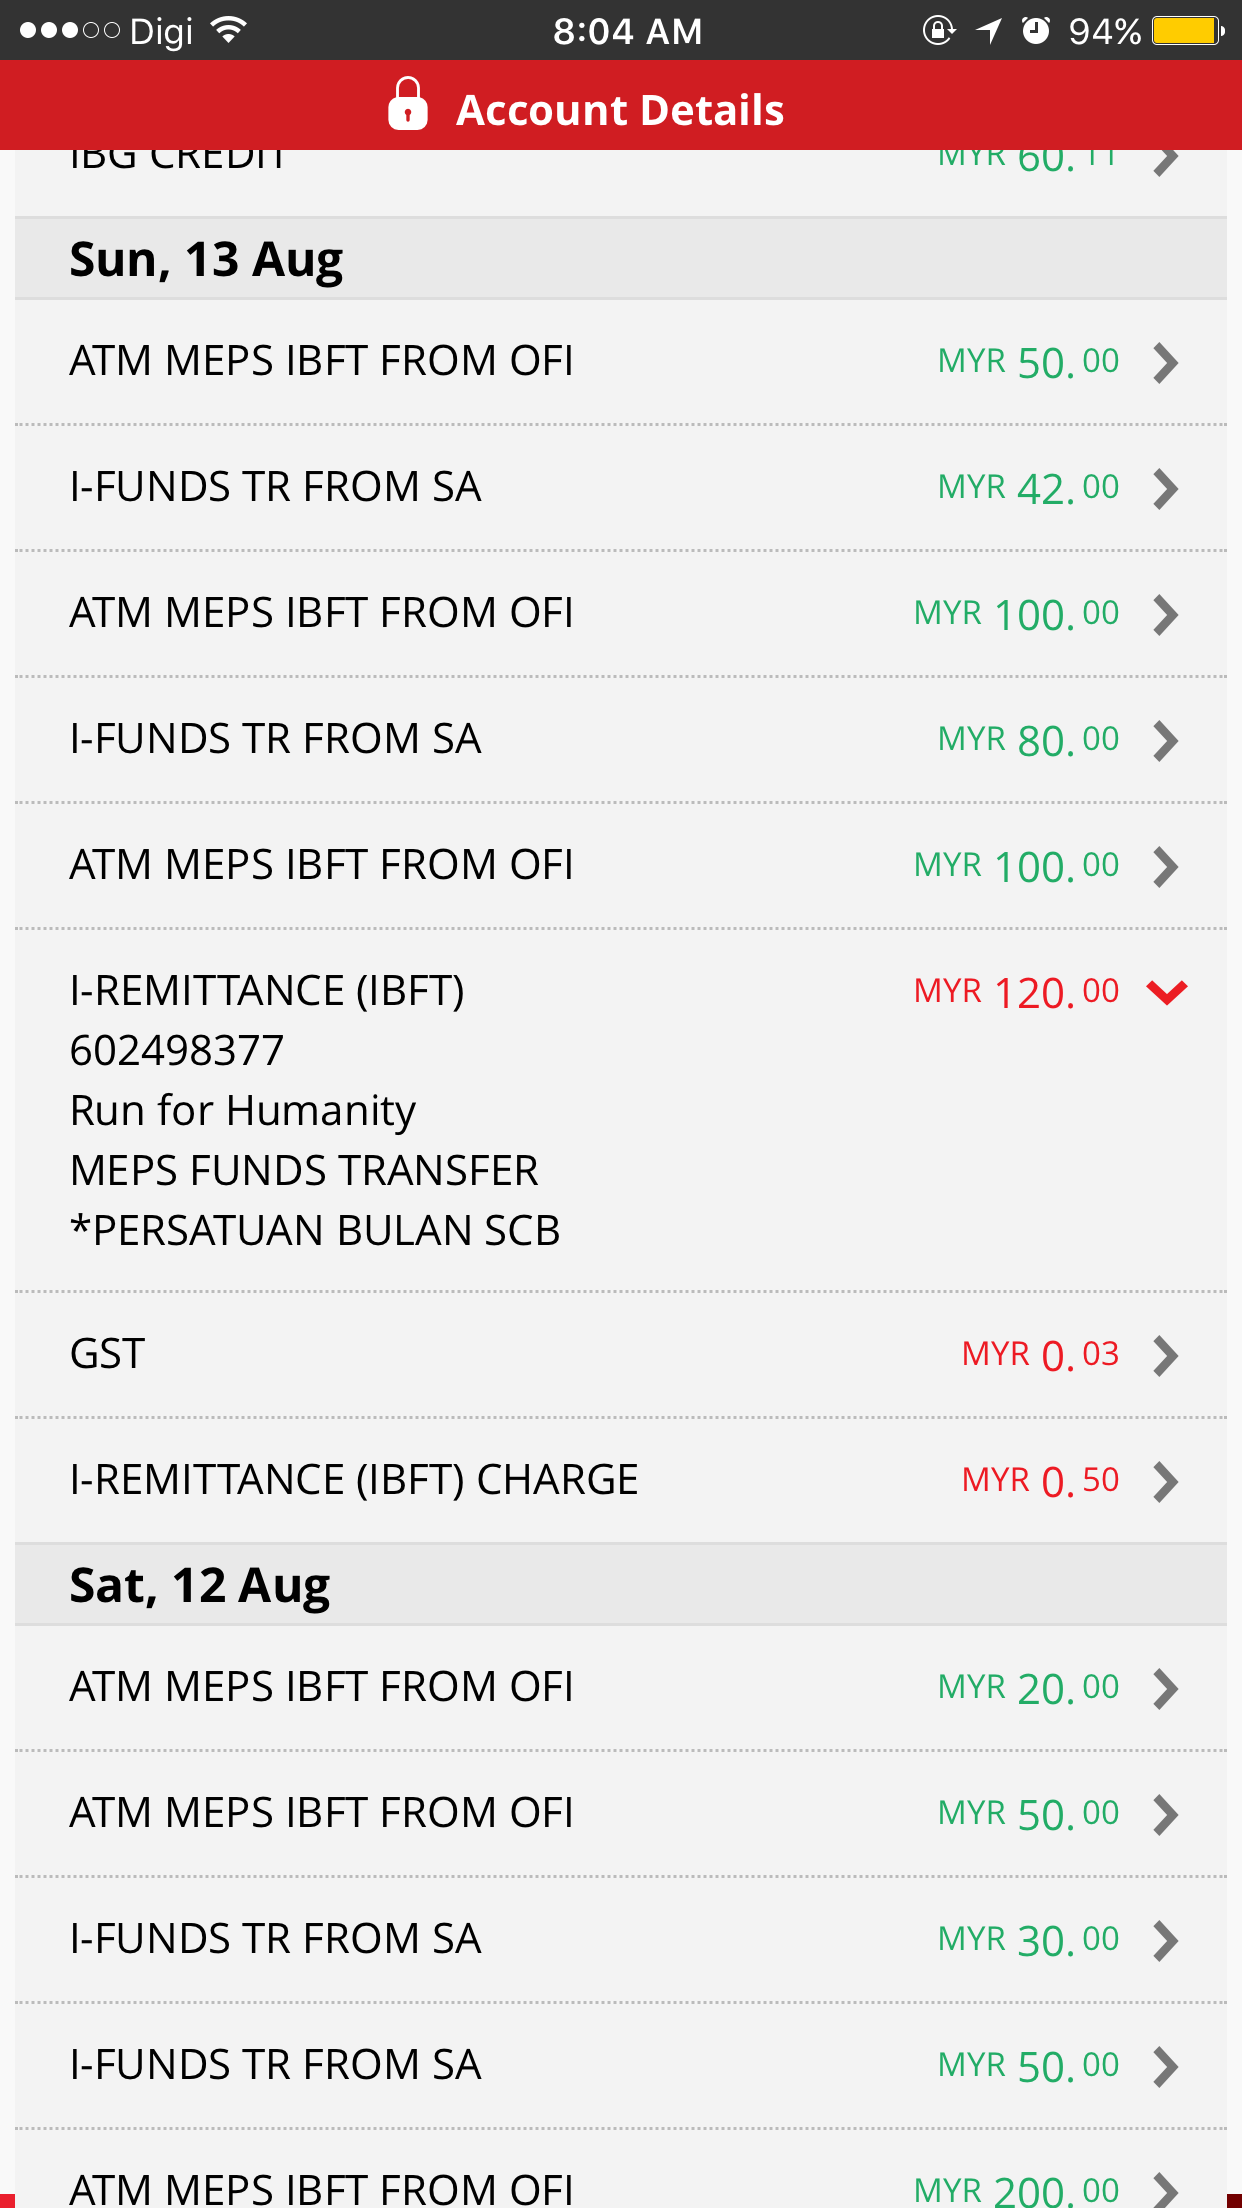 Digi 8:04 AM 94%
Account Details
IBG CREDIT MYR 60.11
Sun, 13 Aug
ATM MEPS IBFT FROM OFI MYR 50.00
I-FUNDS TR FROM SA MYR 42.00
ATM MEPS IBFT FROM OFI MYR 100.00
I-FUNDS TR FROM SA MYR 80.00
ATM MEPS IBFT FROM OFI MYR 100.00
I-REMITTANCE (IBFT) MYR 120.00
602498377
Run for Humanity
MEPS FUNDS TRANSFER
*PERSATUAN BULAN SCB
GST MYR 0.03
I-REMITTANCE (IBFT) CHARGE MYR 0.50
Sat, 12 Aug
ATM MEPS IBFT FROM OFI MYR 20.00
ATM MEPS IBFT FROM OFI MYR 50.00
I-FUNDS TR FROM SA MYR 30.00
I-FUNDS TR FROM SA MYR 50.00
ATM MEPS IBFT FROM OFI MYR 200.00